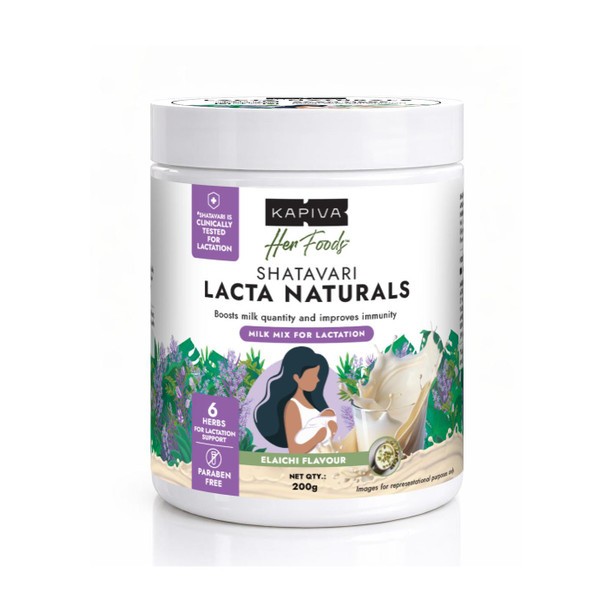 *SHATAVARI IS
CLINICALLY
TESTED
FOR
LACTATION
KAPIVA
Her Foods
SHATAVARI
LACTA NATURALS
Boosts milk quantity and improves immunity
MILK MIX FOR LACTATION
6
HERBS
FOR LACTATION
SUPPORT
PARABEN
FREE
ELAICHI FLAVOUR
NET QTY.:
200g
Images for representational purpose only